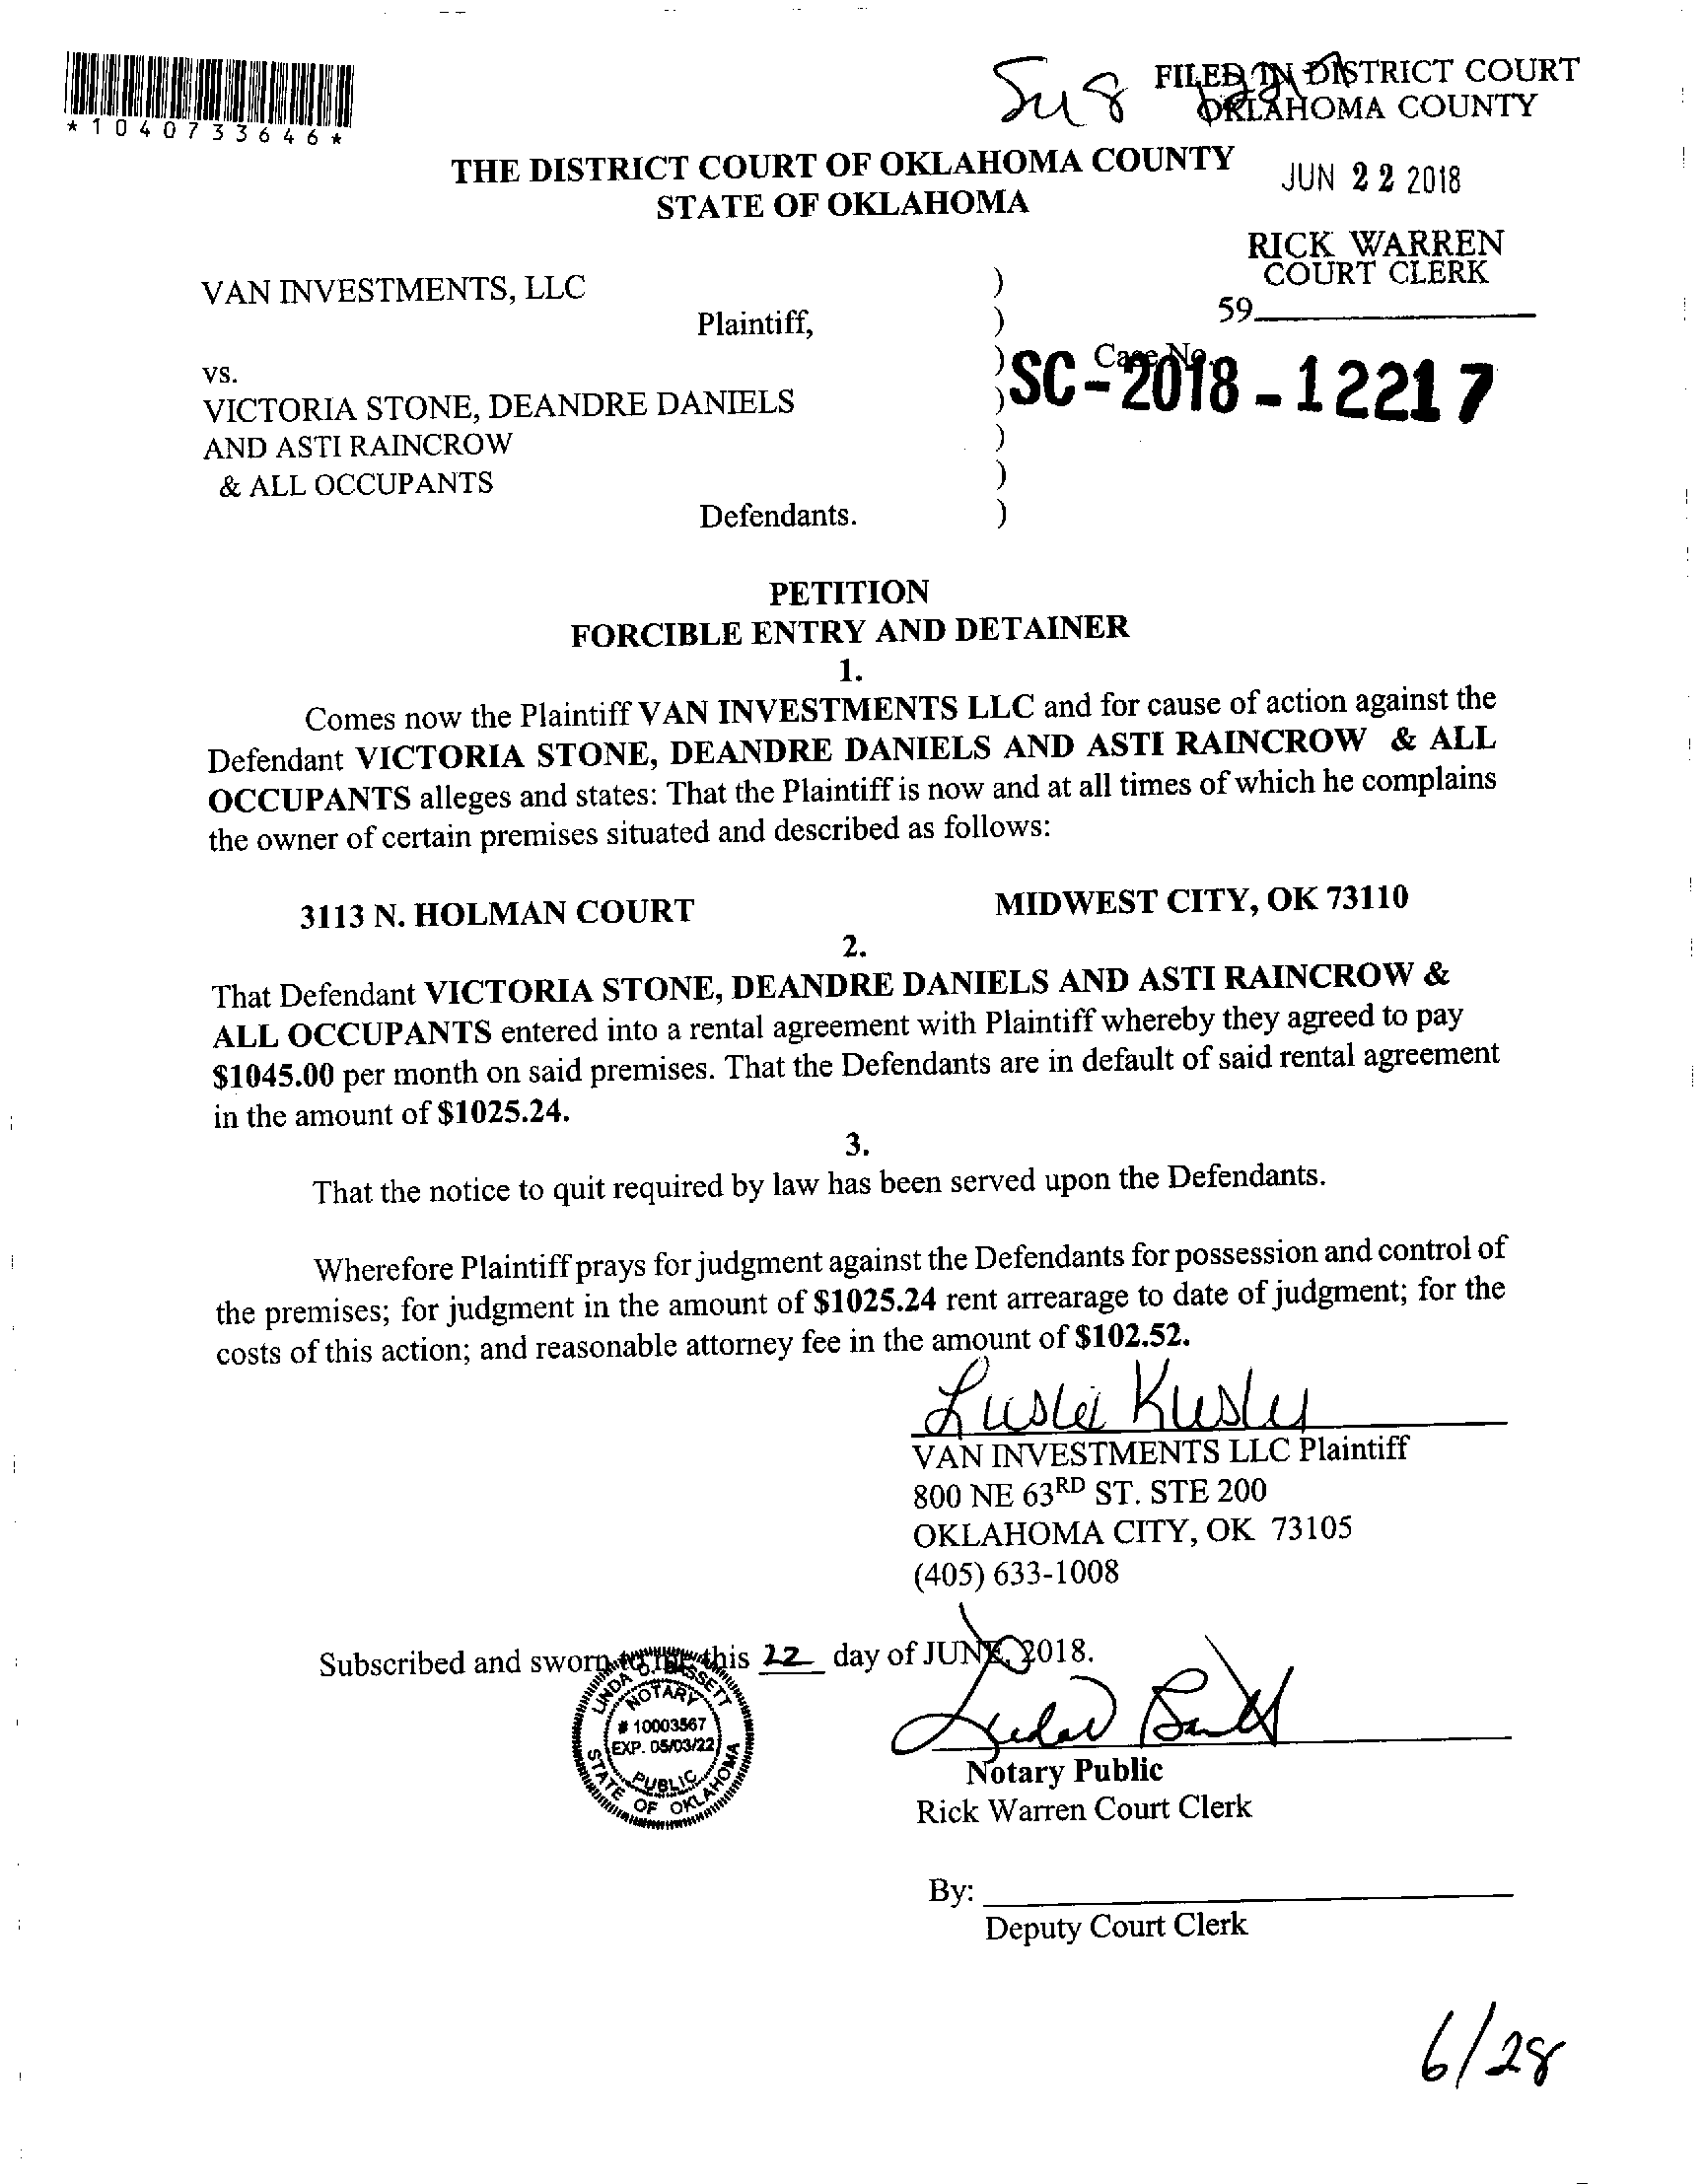 FILED IN DISTRICT COURT
OKLAHOMA COUNTY
*1040733646*
THE DISTRICT COURT OF OKLAHOMA COUNTY
STATE OF OKLAHOMA
JUN 22 2018
RICK WARREN
COURT CLERK
59
VAN INVESTMENTS, LLC )
Plaintiff, )
vs. )
Case No.
SC-2018-12217
VICTORIA STONE, DEANDRE DANIELS )
AND ASTI RAINCROW )
& ALL OCCUPANTS )
Defendants. )
PETITION
FORCIBLE ENTRY AND DETAINER
1.
Comes now the Plaintiff VAN INVESTMENTS LLC and for cause of action against the
Defendant VICTORIA STONE, DEANDRE DANIELS AND ASTI RAINCROW & ALL
OCCUPANTS alleges and states: That the Plaintiff is now and at all times of which he complains
the owner of certain premises situated and described as follows:
3113 N. HOLMAN COURT MIDWEST CITY, OK 73110
2.
That Defendant VICTORIA STONE, DEANDRE DANIELS AND ASTI RAINCROW &
ALL OCCUPANTS entered into a rental agreement with Plaintiff whereby they agreed to pay
$1045.00 per month on said premises. That the Defendants are in default of said rental agreement
in the amount of $1025.24.
3.
That the notice to quit required by law has been served upon the Defendants.
Wherefore Plaintiff prays for judgment against the Defendants for possession and control of
the premises; for judgment in the amount of $1025.24 rent arrearage to date of judgment; for the
costs of this action; and reasonable attorney fee in the amount of $102.52.
VAN INVESTMENTS LLC Plaintiff
800 NE 63RD ST. STE 200
OKLAHOMA CITY, OK 73105
(405) 633-1008
Subscribed and sworn to me this 22 day of JUNE, 2018.
LINDA G. BASSETT
NOTARY
# 10003567
EXP. 05/03/22
PUBLIC
STATE OF OKLAHOMA
Notary Public
Rick Warren Court Clerk
By:
Deputy Court Clerk
6/28